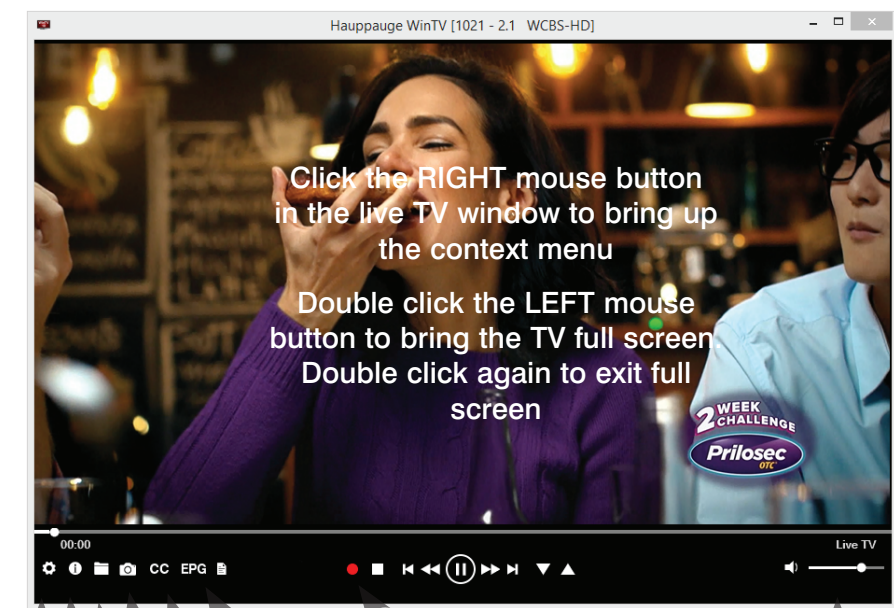 Hauppauge WinTV [1021 - 2.1 WCBS-HD]
Click the RIGHT mouse button
in the live TV window to bring up
the context menu
Double click the LEFT mouse
button to bring the TV full screen.
Double click again to exit full
screen
2 WEEK
CHALLENGE
Prilosec
OTC
00:00
Live TV
CC EPG